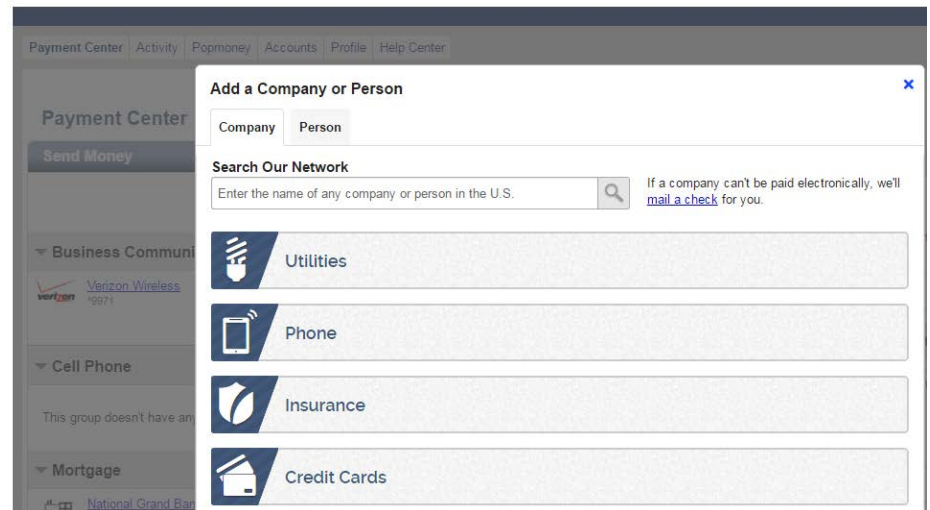 Payment Center Activity Popmoney Accounts Profile Help Center
Add a Company or Person
Payment Center
Company Person
Send Money
Search Our Network
Enter the name of any company or person in the U.S.
If a company can't be paid electronically, we'll
mail a check for you.
Business Communi
Utilities
verizon Verizon Wireless
*9971
Phone
Cell Phone
This group doesn't have any
Insurance
Mortgage
Credit Cards
National Grand Ban